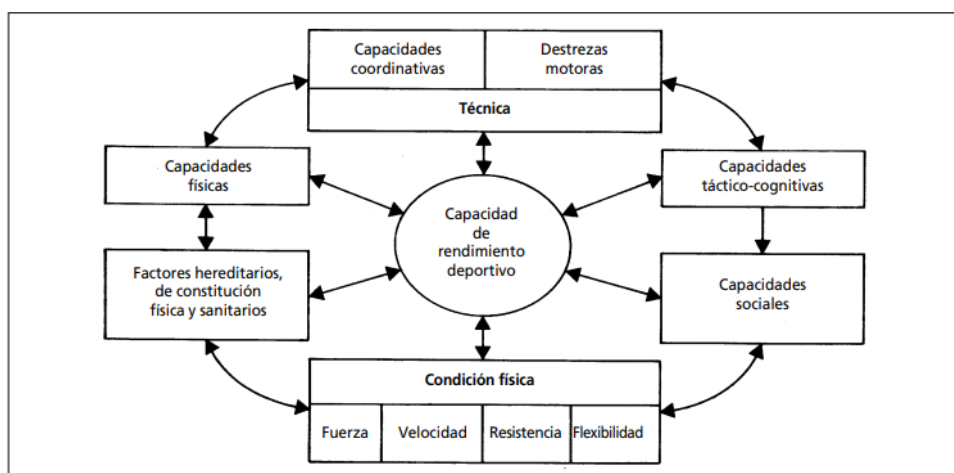 Capacidades
coordinativas
Destrezas
motoras
Técnica
Capacidades
físicas
Capacidades
táctico-cognitivas
Capacidad
de
rendimiento
deportivo
Factores hereditarios,
de constitución
física y sanitarios
Capacidades
sociales
Condición física
Fuerza
Velocidad
Resistencia
Flexibilidad